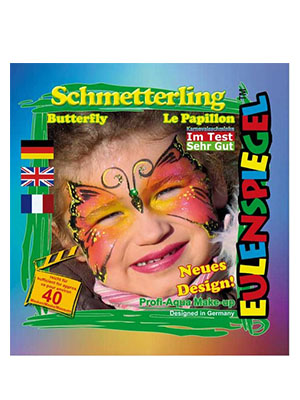 Schmetterling
Butterfly
Le Papillon
Karnevalsschminke
Im Test
Sehr Gut
EULENSPIEGEL
40
Neues
Design!
Profi-Aqua Make-up
Designed in Germany